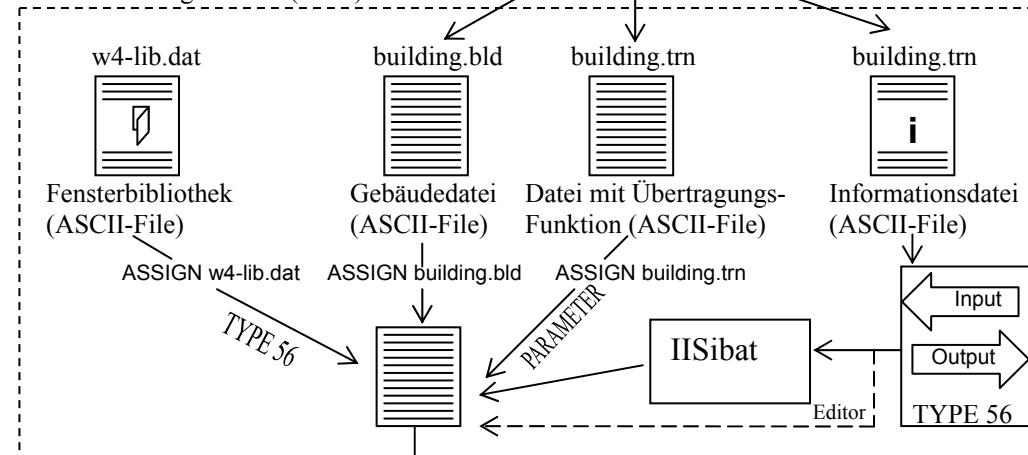 w4-lib.dat
building.bld
building.trn
building.trn
i
Fensterbibliothek
(ASCII-File)
Gebäudedatei
(ASCII-File)
Datei mit Übertragungs-
Funktion (ASCII-File)
Informationsdatei
(ASCII-File)
ASSIGN w4-lib.dat
ASSIGN building.bld
ASSIGN building.trn
TYPE 56
PARAMETER
IISibat
Input
Output
Editor
TYPE 56